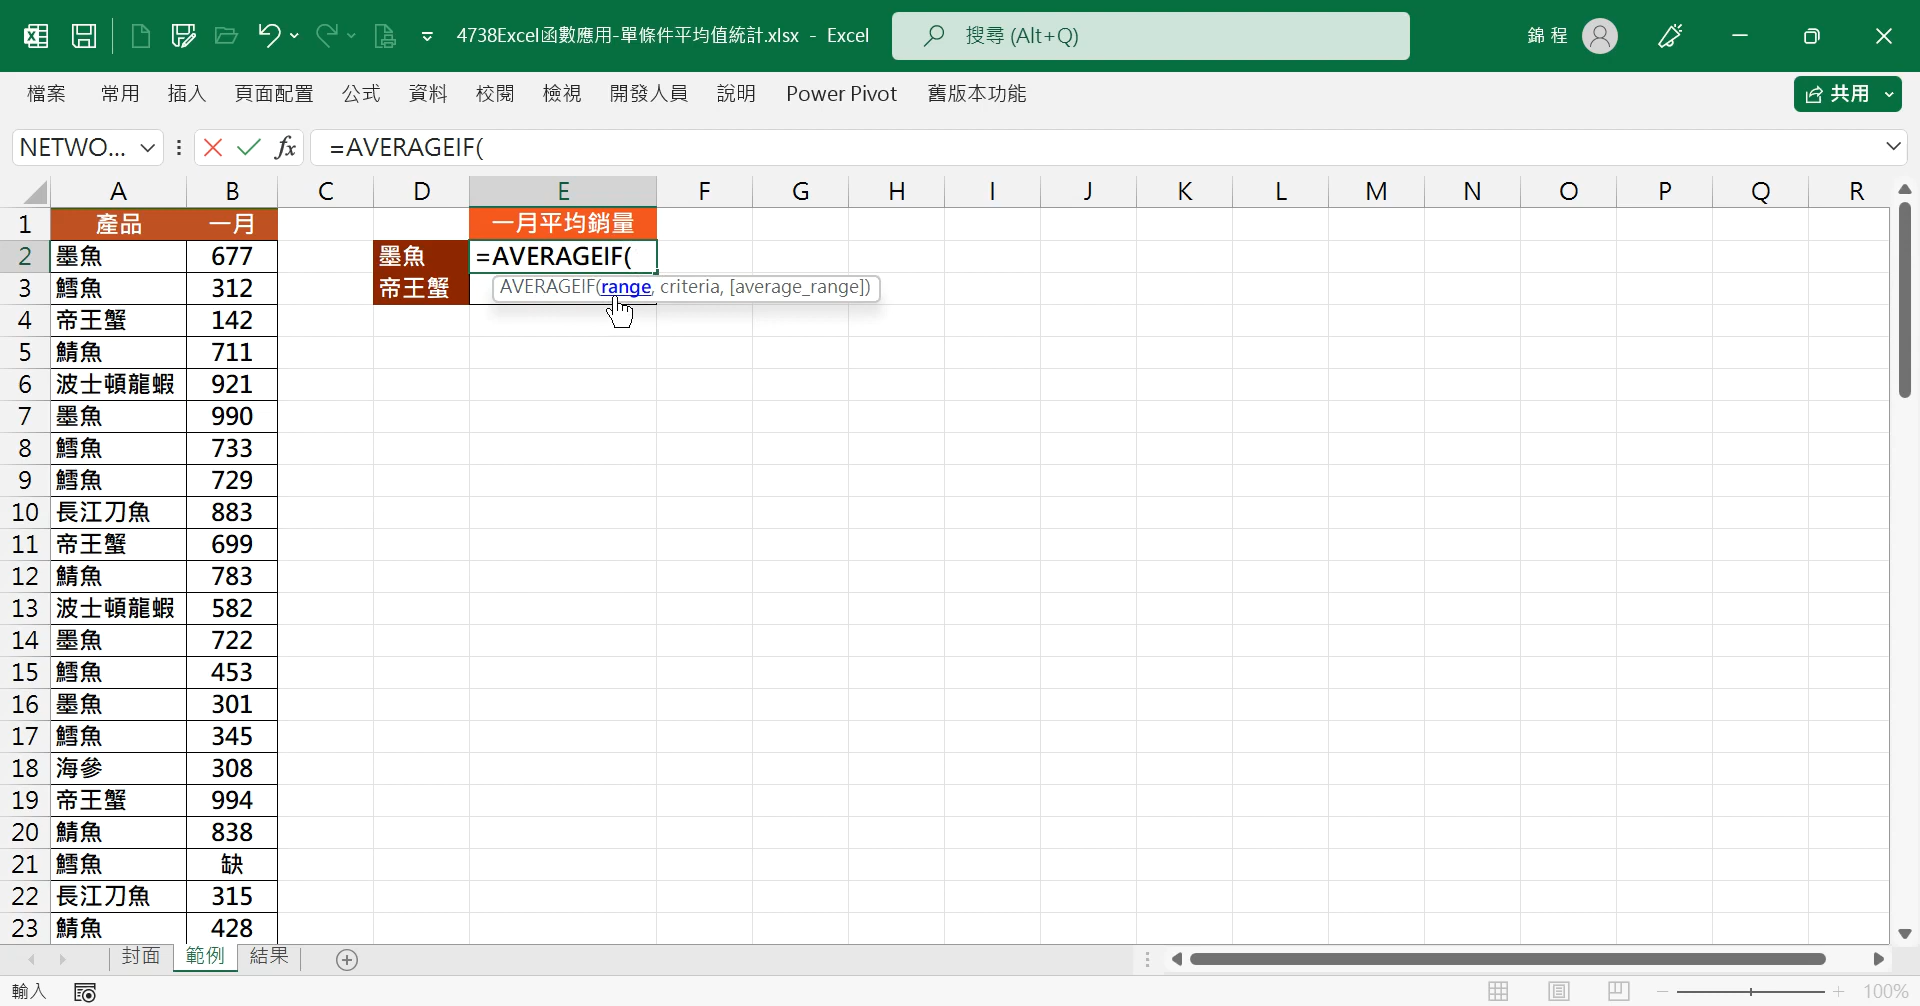 4738Excel函數應用-單條件平均值統計.xlsx - Excel
搜尋 (Alt+Q)
錦 程
檔案 常用 插入 頁面配置 公式 資料 校閱 檢視 開發人員 說明 Power Pivot 舊版本功能
共用
NETWO... fx =AVERAGEIF(
A B C D E F G H I J K L M N O P Q R
1 產品 一月 一月平均銷量
2 墨魚 677 墨魚 =AVERAGEIF(
3 鱈魚 312 帝王蟹 AVERAGEIF(range, criteria, [average_range])
4 帝王蟹 142
5 鯖魚 711
6 波士頓龍蝦 921
7 墨魚 990
8 鱈魚 733
9 鱈魚 729
10 長江刀魚 883
11 帝王蟹 699
12 鯖魚 783
13 波士頓龍蝦 582
14 墨魚 722
15 鱈魚 453
16 墨魚 301
17 鱈魚 345
18 海參 308
19 帝王蟹 994
20 鯖魚 838
21 鱈魚 缺
22 長江刀魚 315
23 鯖魚 428
封面 範例 結果
輸入
100%